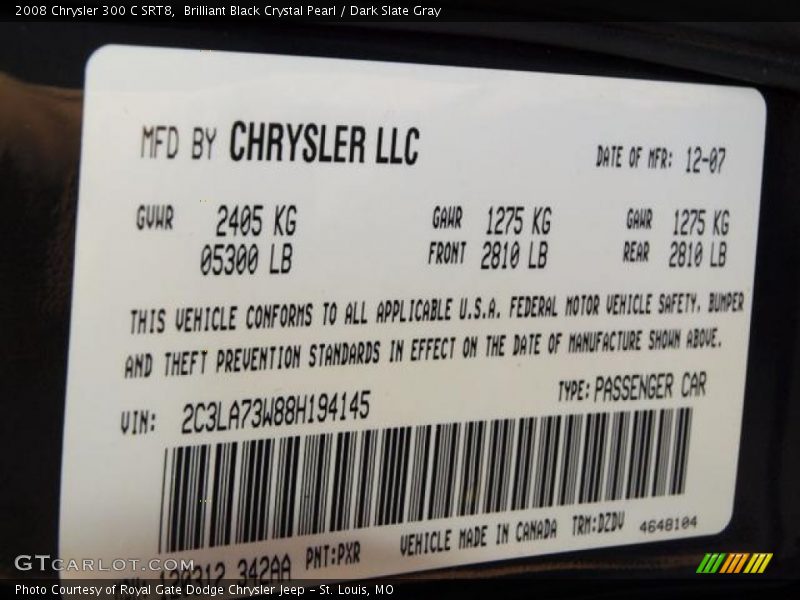 2008 Chrysler 300 C SRT8,  Brilliant Black Crystal Pearl / Dark Slate Gray
MFD BY CHRYSLER LLC
DATE OF MFR: 12-07
GVWR 2405 KG GAWR 1275 KG GAWR 1275 KG
05300 LB FRONT 2810 LB REAR 2810 LB
THIS VEHICLE CONFORMS TO ALL APPLICABLE U.S.A. FEDERAL MOTOR VEHICLE SAFETY, BUMPER
AND THEFT PREVENTION STANDARDS IN EFFECT ON THE DATE OF MANUFACTURE SHOWN ABOVE.
VIN: 2C3LA73W88H194145 TYPE: PASSENGER CAR
120312 342AA PNT:PXR VEHICLE MADE IN CANADA TRM:DZDV 4648104
GTCARLOT.COM
Photo Courtesy of Royal Gate Dodge Chrysler Jeep - St. Louis, MO